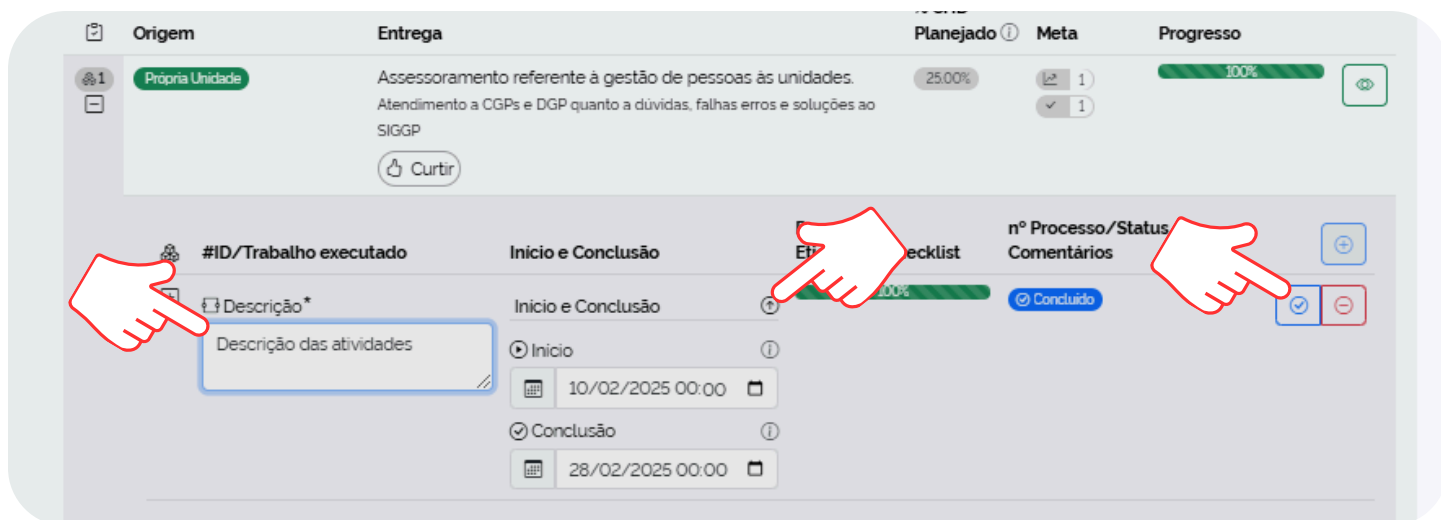 Origem Entrega Planejado Meta Progresso
1 Própria Unidade Assessoramento referente à gestão de pessoas às unidades. 25.00% 1) 100%
Atendimento a CGPs e DGP quanto a dúvidas, falhas erros e soluções ao 1)
SIGGP
Curtir
nº Processo/Status
#ID/Trabalho executado Início e Conclusão Comentários
Descrição* Início e Conclusão 100% Concluído
Descrição das atividades
Início
10/02/2025 00:00
Conclusão
28/02/2025 00:00